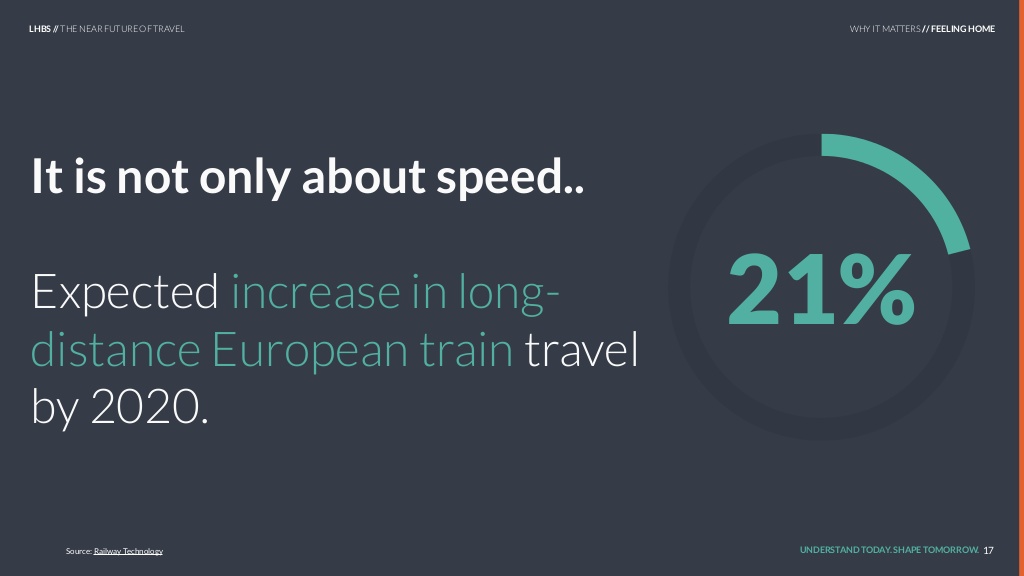 LHBS // THE NEAR FUTURE OF TRAVEL
WHY IT MATTERS // FEELING HOME
It is not only about speed..
Expected increase in long-
distance European train travel
by 2020.
21%
Source: Railway Technology
UNDERSTAND TODAY. SHAPE TOMORROW. 17